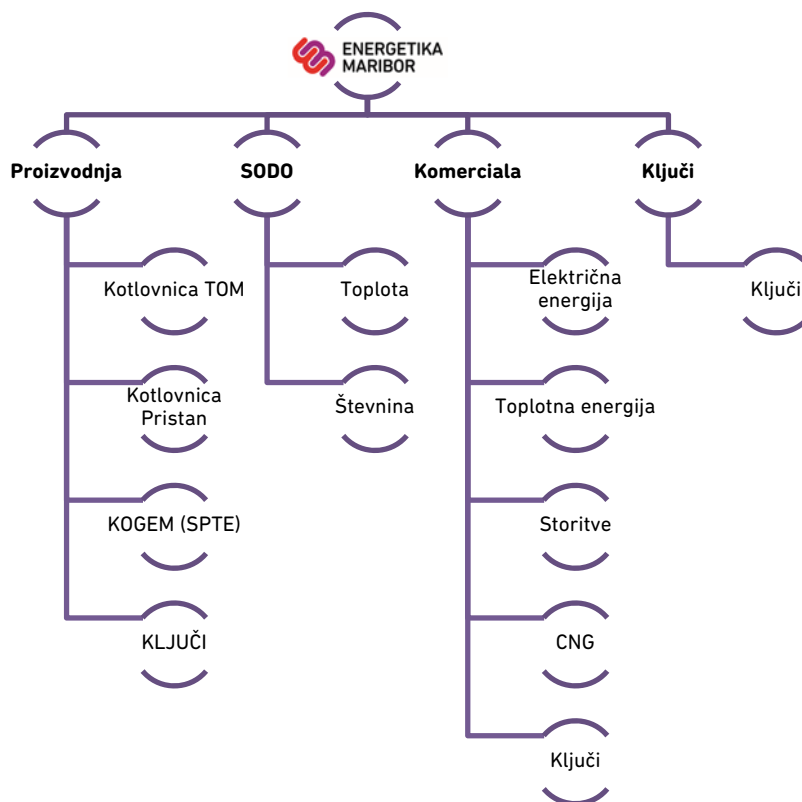 ENERGETIKA
MARIBOR
Proizvodnja
SODO
Komerciala
Ključi
Kotlovnica TOM
Toplota
Električna
energija
Ključi
Kotlovnica
Pristan
Števnina
Toplotna energija
KOGEM (SPTE)
Storitve
KLJUČI
CNG
Ključi